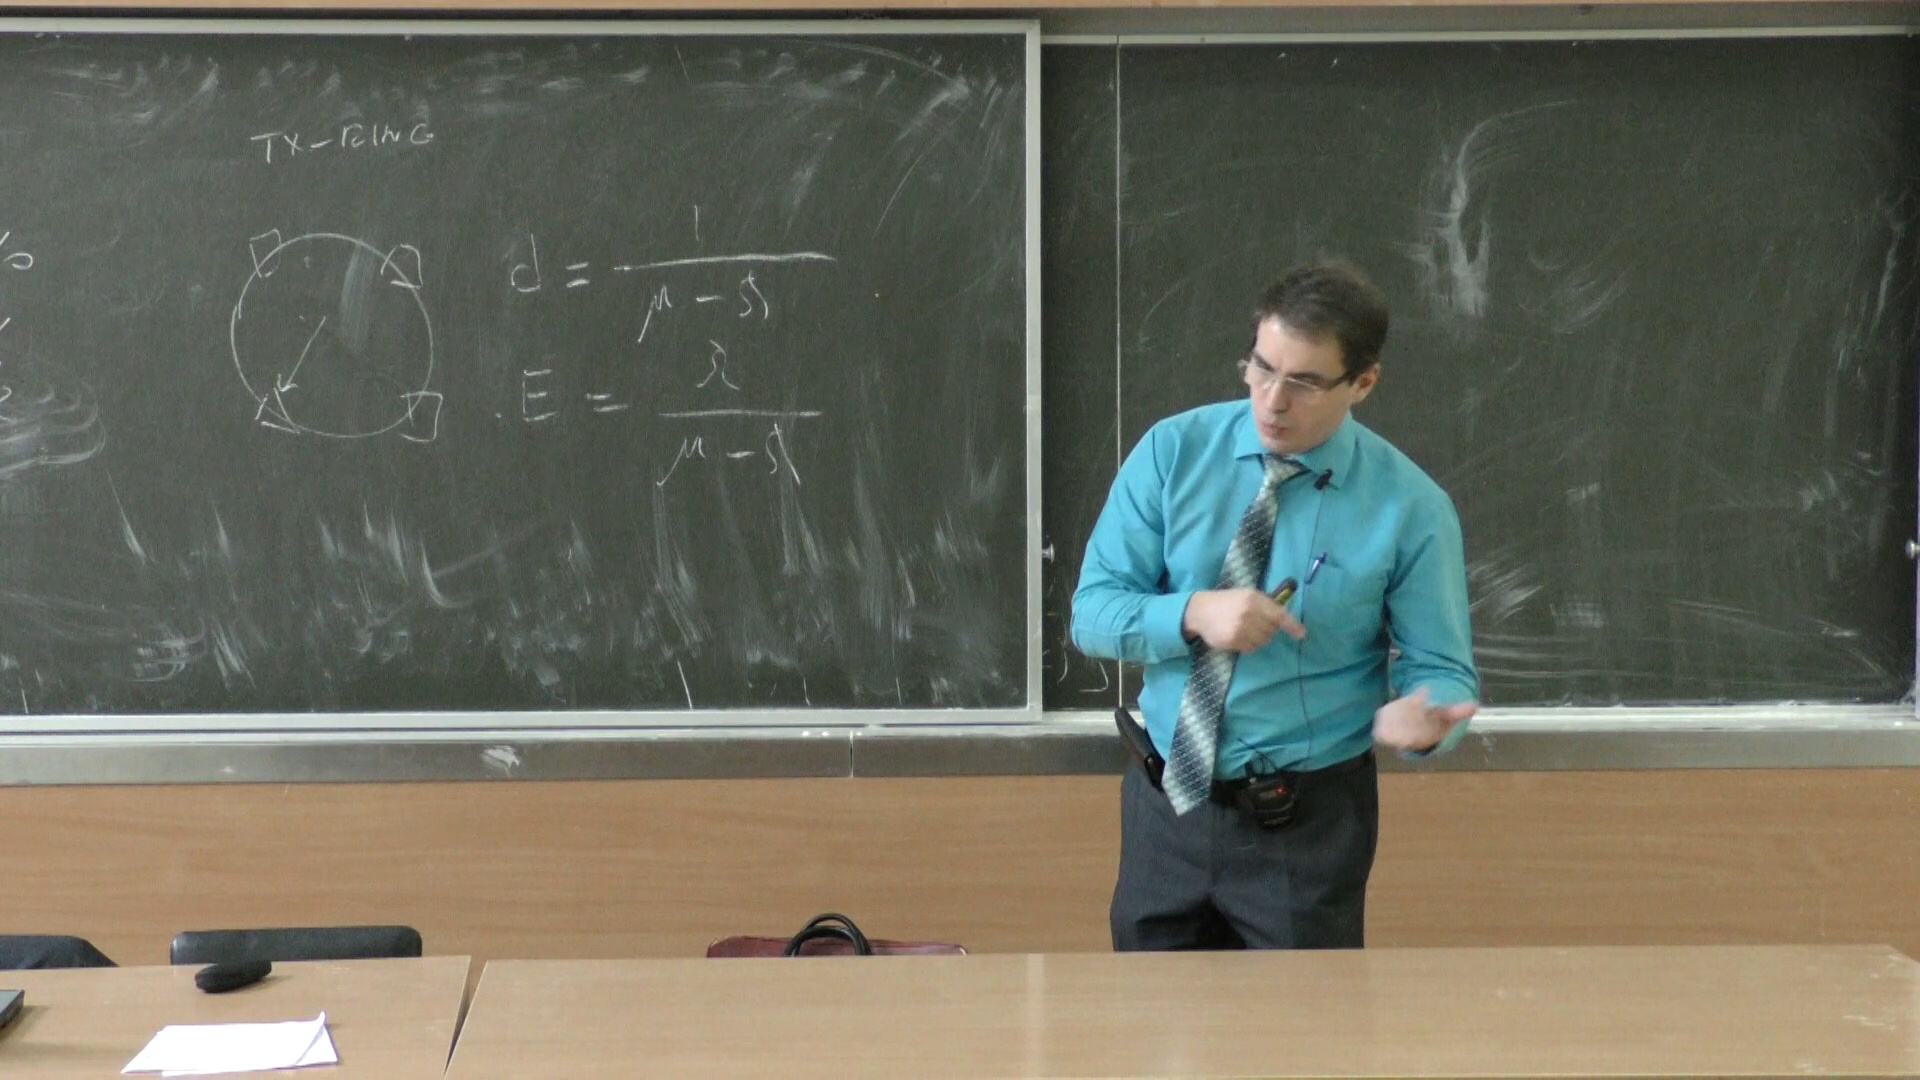 TX-RING
d = 1 / (μ - λ)
E = λ / (μ - λ)